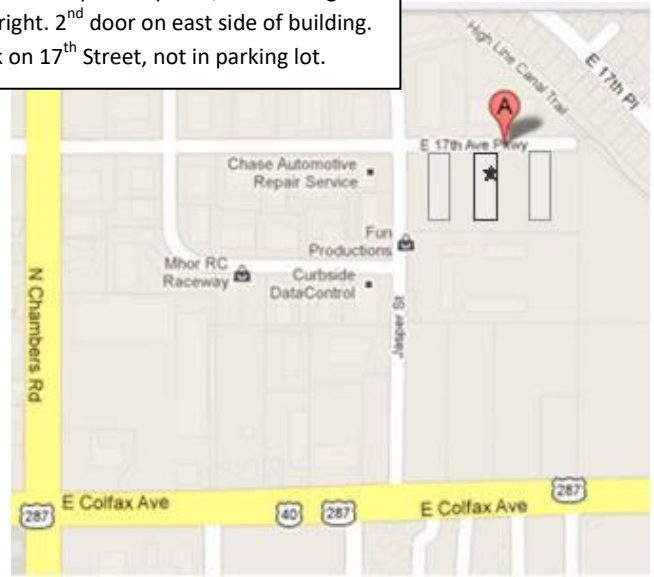 right. 2nd door on east side of building.
on 17th Street, not in parking lot.
High Line Canal Trail
E 17th Pl
A
E 17th Ave Pkwy
Chase Automotive
Repair Service
Fun
Productions
Mhor RC
Raceway
Curbside
DataControl
N Chambers Rd
Jasper St
287
E Colfax Ave
40
287
E Colfax Ave
287